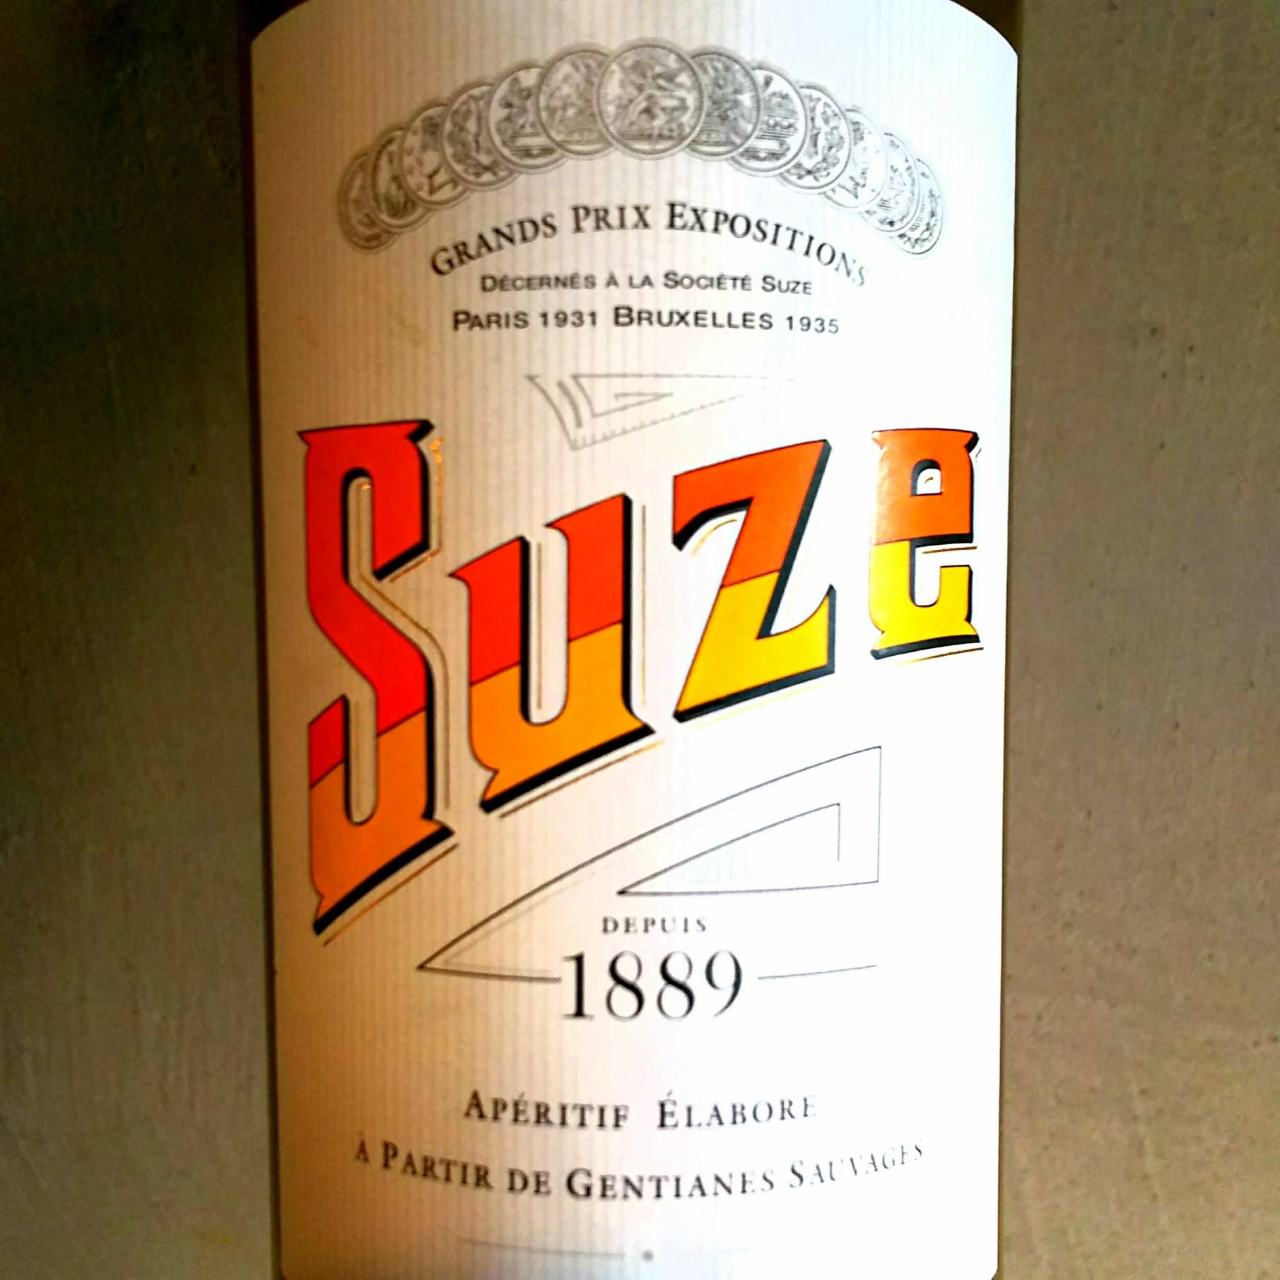 GRANDS PRIX EXPOSITIONS
DÉCERNÉS À LA SOCIÉTÉ SUZE
PARIS 1931 BRUXELLES 1935
Suze
DEPUIS
1889
APÉRITIF ÉLABORÉ
À PARTIR DE GENTIANES SAUVAGES